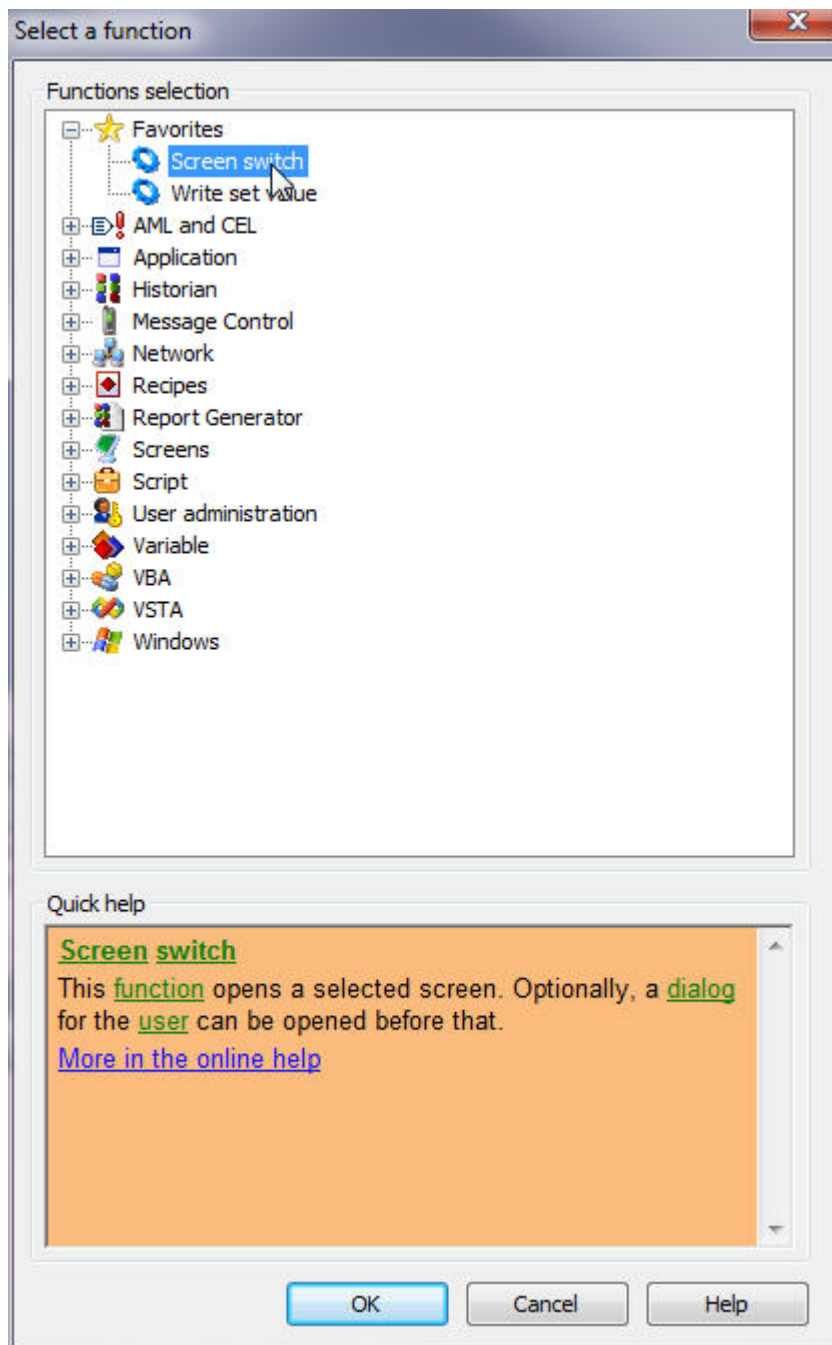 Select a function
Functions selection
Favorites
Screen switch
Write set value
AML and CEL
Application
Historian
Message Control
Network
Recipes
Report Generator
Screens
Script
User administration
Variable
VBA
VSTA
Windows
Quick help
Screen switch
This function opens a selected screen. Optionally, a dialog
for the user can be opened before that.
More in the online help
OK
Cancel
Help